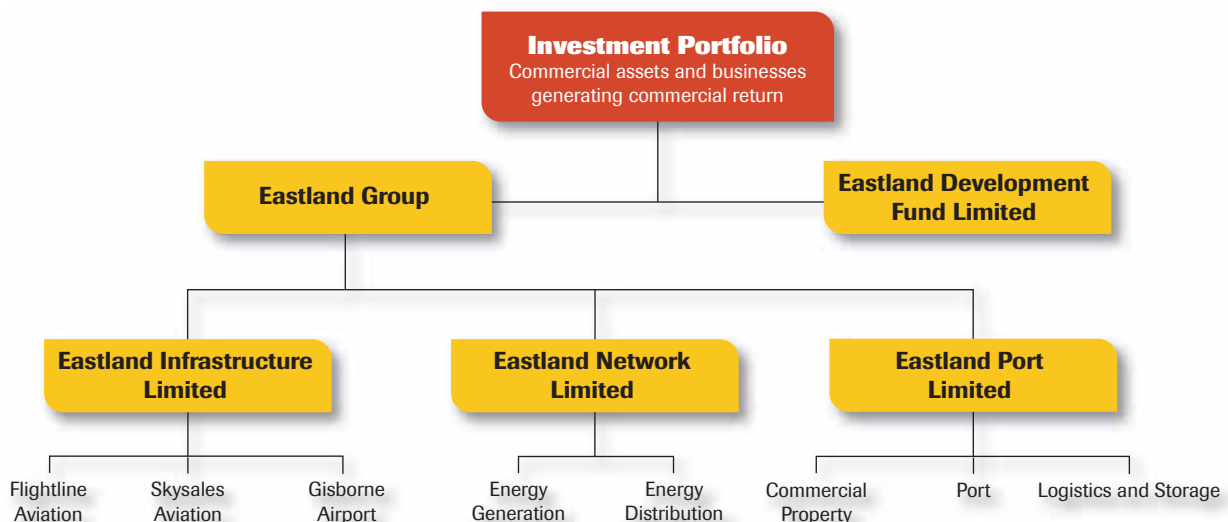 Investment Portfolio
Commercial assets and businesses
generating commercial return
Eastland Group
Eastland Development
Fund Limited
Eastland Infrastructure
Limited
Eastland Network
Limited
Eastland Port
Limited
Flightline
Aviation
Skysales
Aviation
Gisborne
Airport
Energy
Generation
Energy
Distribution
Commercial
Property
Port
Logistics and Storage